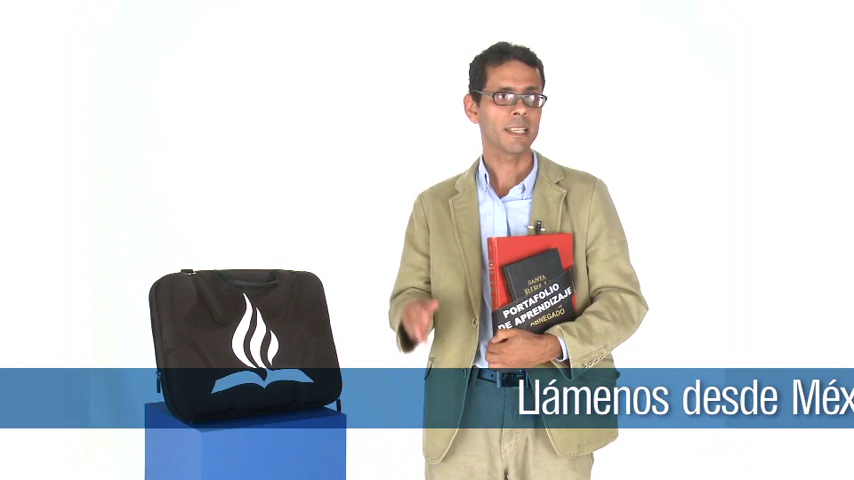 SANTA
BIBLIA
PORTAFOLIO
DE APRENDIZAJE
ABNEGADO
Llámenos desde Méx